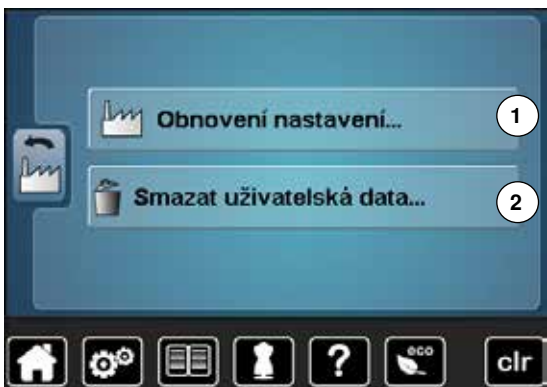 Obnovení nastavení...
1
Smazat uživatelská data...
2
?
eco
clr